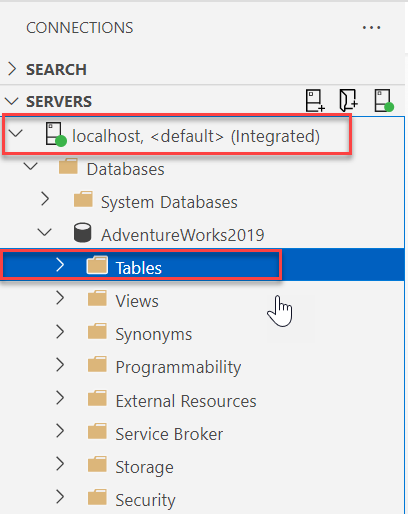 CONNECTIONS
SEARCH
SERVERS
localhost, <default> (Integrated)
Databases
System Databases
AdventureWorks2019
Tables
Views
Synonyms
Programmability
External Resources
Service Broker
Storage
Security